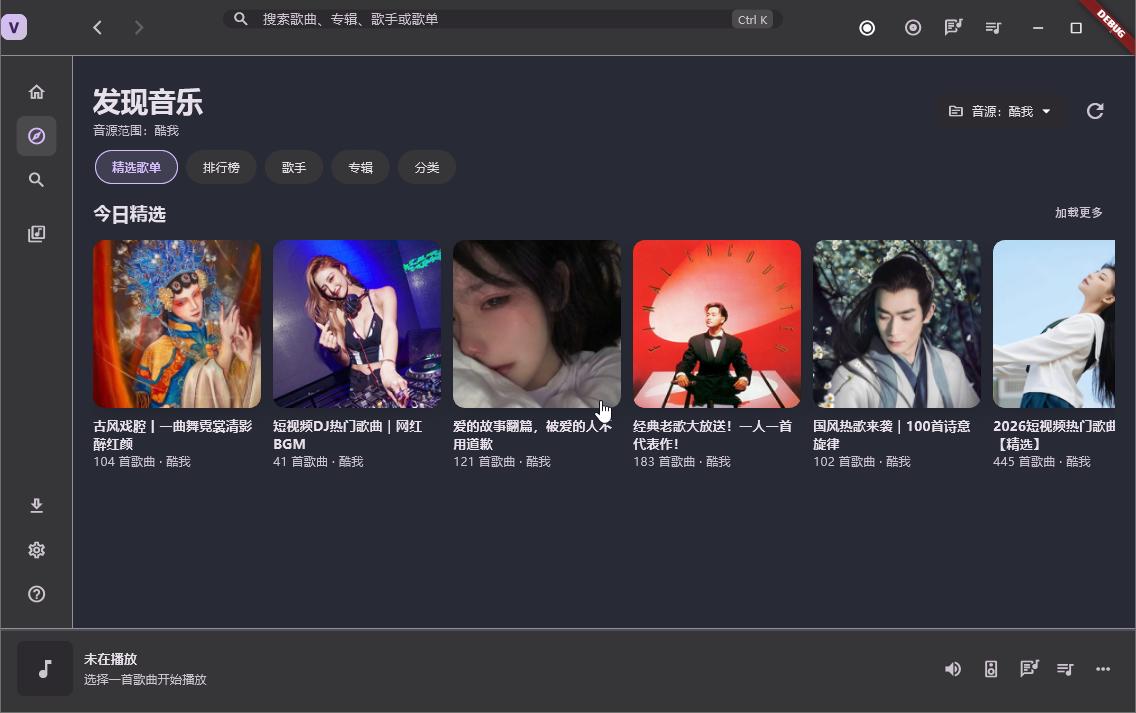 V
搜索歌曲、专辑、歌手或歌单
Ctrl K
DEBUG
发现音乐
音源范围：酷我
音源：酷我
精选歌单
排行榜
歌手
专辑
分类
今日精选
加载更多
古风戏腔丨一曲舞霓裳清影
醉红颜
104 首歌曲 · 酷我
短视频DJ热门歌曲｜网红
BGM
41 首歌曲 · 酷我
爱的故事翻篇，被爱的人不
用道歉
121 首歌曲 · 酷我
经典老歌大放送！一人一首
代表作！
183 首歌曲 · 酷我
国风热歌来袭｜100首诗意
旋律
102 首歌曲 · 酷我
2026短视频热门歌曲
【精选】
445 首歌曲 · 酷我
未在播放
选择一首歌曲开始播放